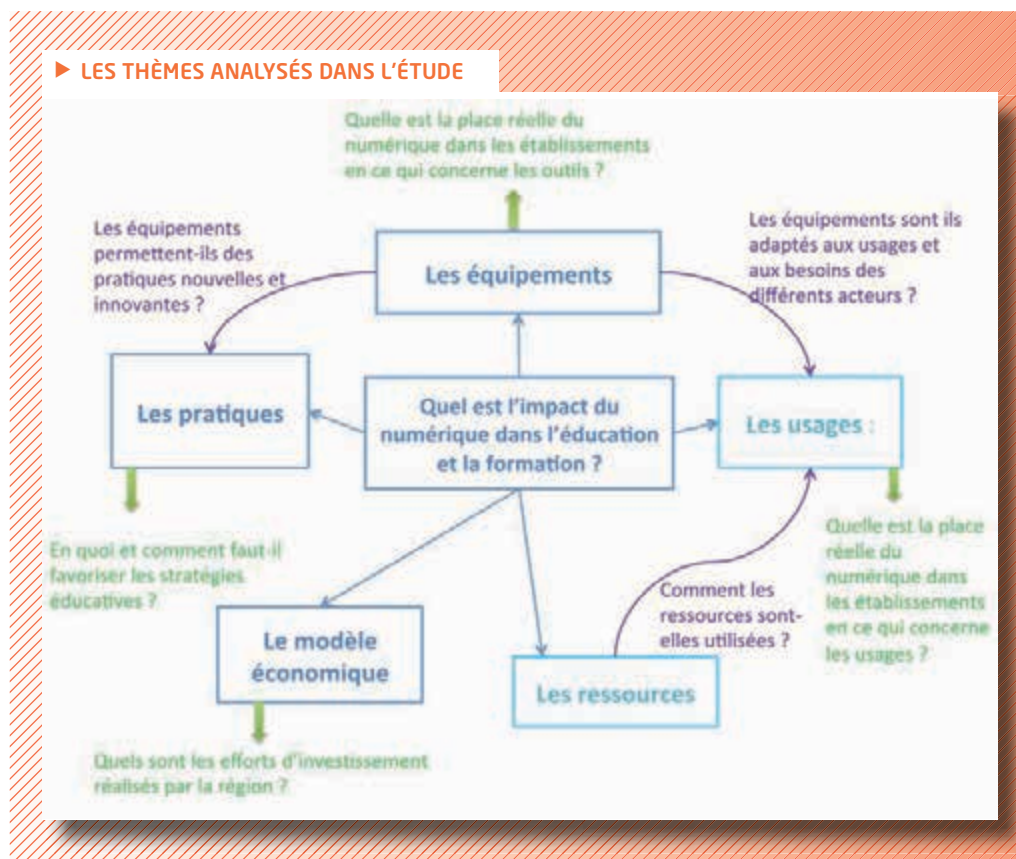 ▶ LES THÈMES ANALYSÉS DANS L'ÉTUDE
Quelle est la place réelle du
numérique dans les établissements
en ce qui concerne les outils ?
Les équipements
permettent-ils des
pratiques nouvelles et
innovantes ?
Les équipements
Les équipements sont ils
adaptés aux usages et
aux besoins des
différents acteurs ?
Les pratiques
Quel est l'impact du
numérique dans l'éducation
et la formation ?
Les usages :
En quoi et comment faut-il
favoriser les stratégies
éducatives ?
Quelle est la place
réelle du
numérique dans
les établissements
en ce qui concerne
les usages ?
Comment les
ressources sont-
elles utilisées ?
Le modèle
économique
Les ressources
Quels sont les efforts d'investissement
réalisés par la région ?